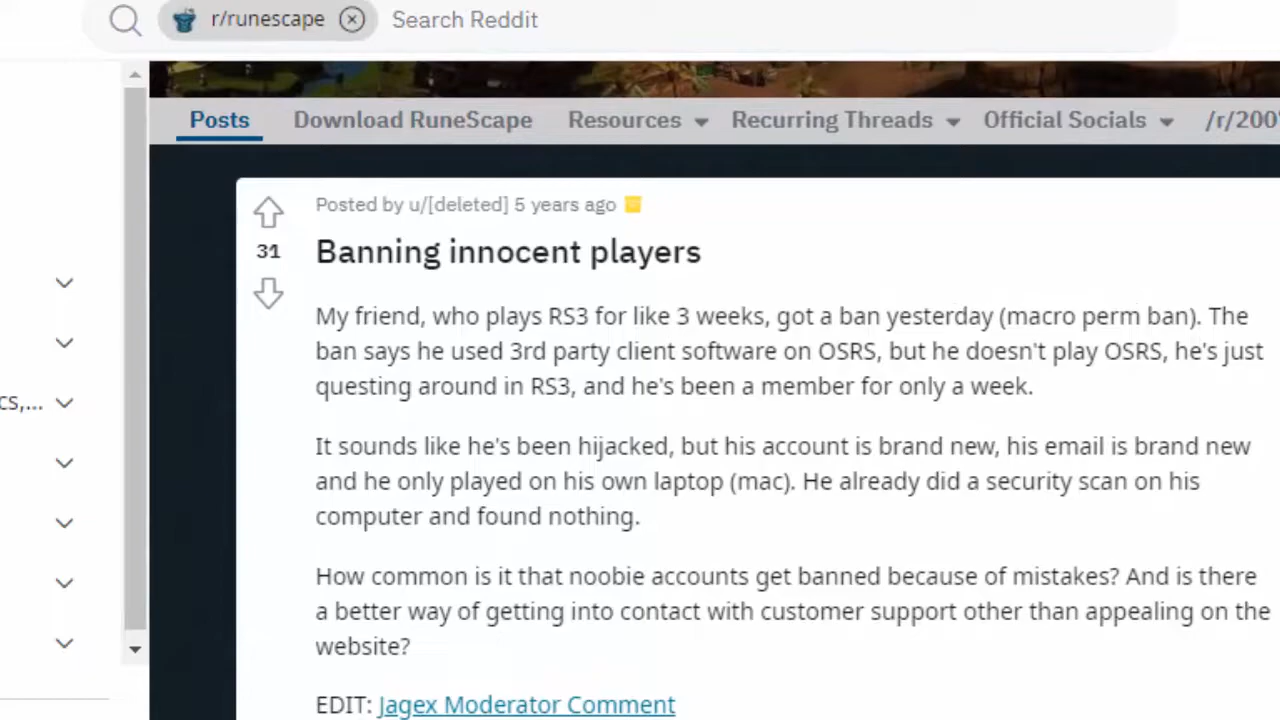 r/runescape Search Reddit
Posts Download RuneScape Resources Recurring Threads Official Socials /r/200
Posted by u/[deleted] 5 years ago
31
Banning innocent players
My friend, who plays RS3 for like 3 weeks, got a ban yesterday (macro perm ban). The
ban says he used 3rd party client software on OSRS, but he doesn't play OSRS, he's just
questing around in RS3, and he's been a member for only a week.
cs,...
It sounds like he's been hijacked, but his account is brand new, his email is brand new
and he only played on his own laptop (mac). He already did a security scan on his
computer and found nothing.
How common is it that noobie accounts get banned because of mistakes? And is there
a better way of getting into contact with customer support other than appealing on the
website?
EDIT: Jagex Moderator Comment